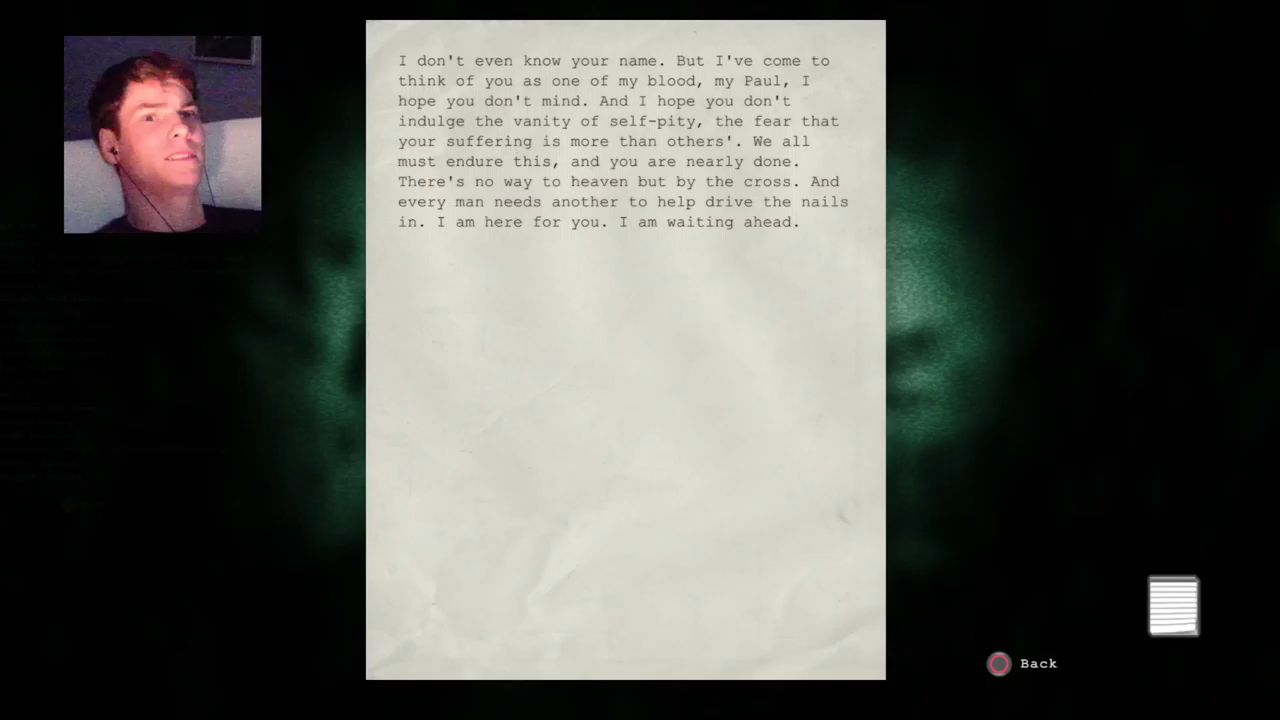 I don't even know your name. But I've come to
think of you as one of my blood, my Paul, I
hope you don't mind. And I hope you don't
indulge the vanity of self-pity, the fear that
your suffering is more than others'. We all
must endure this, and you are nearly done.
There's no way to heaven but by the cross. And
every man needs another to help drive the nails
in. I am here for you. I am waiting ahead.
Back